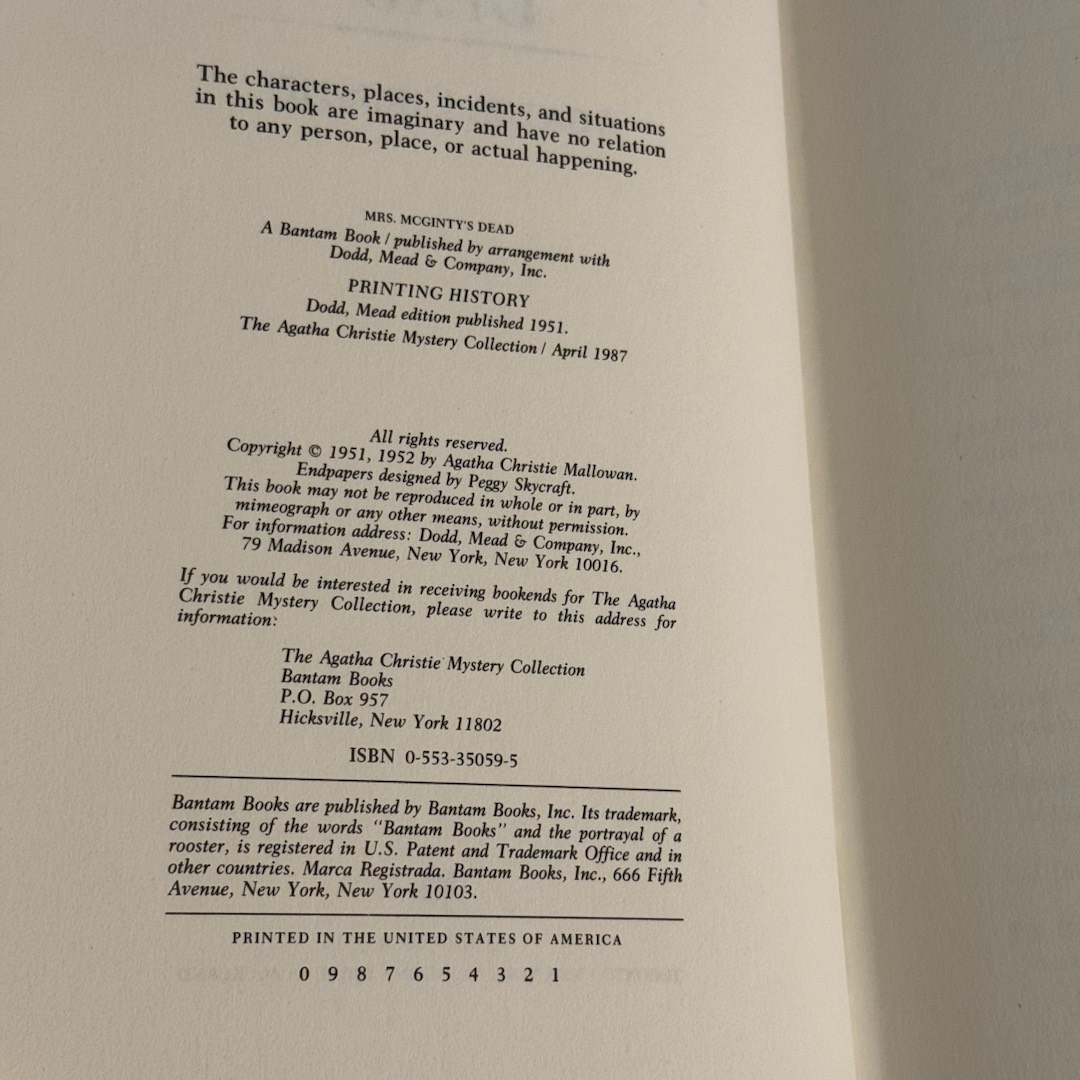 The characters, places, incidents, and situations
in this book are imaginary and have no relation
to any person, place, or actual happening.
MRS. MCGINTY'S DEAD
A Bantam Book / published by arrangement with
Dodd, Mead & Company, Inc.
PRINTING HISTORY
Dodd, Mead edition published 1951.
The Agatha Christie Mystery Collection / April 1987
All rights reserved.
Copyright © 1951, 1952 by Agatha Christie Mallowan.
Endpapers designed by Peggy Skycraft.
This book may not be reproduced in whole or in part, by
mimeograph or any other means, without permission.
For information address: Dodd, Mead & Company, Inc.,
79 Madison Avenue, New York, New York 10016.
If you would be interested in receiving bookends for The Agatha
Christie Mystery Collection, please write to this address for
information:
The Agatha Christie Mystery Collection
Bantam Books
P.O. Box 957
Hicksville, New York 11802
ISBN 0-553-35059-5
Bantam Books are published by Bantam Books, Inc. Its trademark,
consisting of the words "Bantam Books" and the portrayal of a
rooster, is registered in U.S. Patent and Trademark Office and in
other countries. Marca Registrada. Bantam Books, Inc., 666 Fifth
Avenue, New York, New York 10103.
PRINTED IN THE UNITED STATES OF AMERICA
0 9 8 7 6 5 4 3 2 1